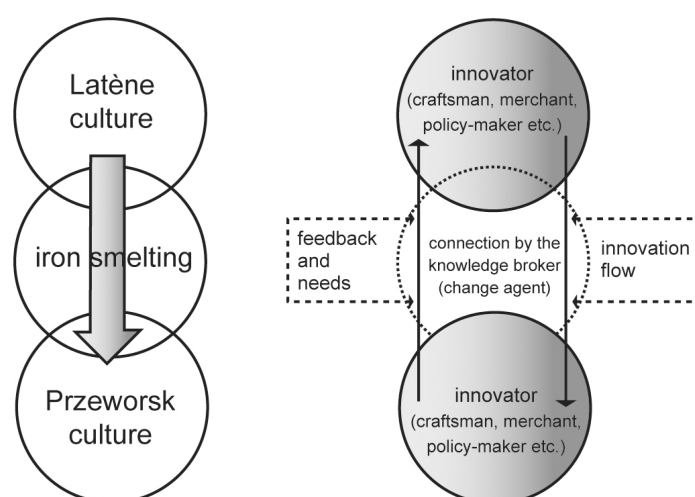 Latène
culture
iron smelting
Przeworsk
culture
innovator
(craftsman, merchant,
policy-maker etc.)
feedback
and
needs
connection by the
knowledge broker
(change agent)
innovation
flow
innovator
(craftsman, merchant,
policy-maker etc.)